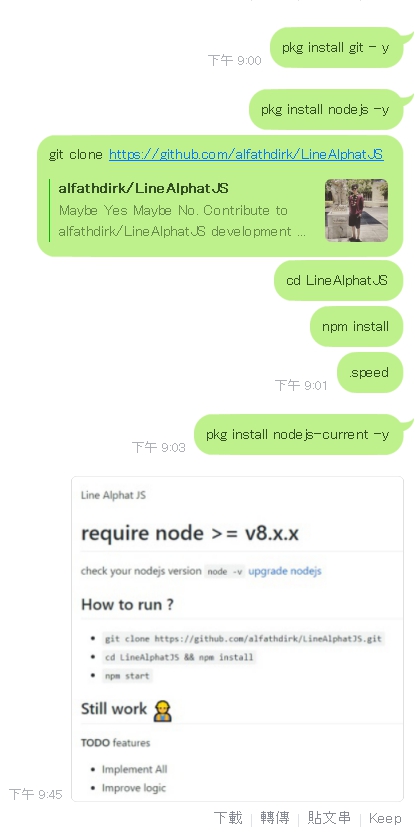 pkg install git - y
下午 9:00
pkg install nodejs -y
git clone https://github.com/alfathdirk/LineAlphatJS
alfathdirk/LineAlphatJS
Maybe Yes Maybe No. Contribute to
alfathdirk/LineAlphatJS development ...
cd LineAlphatJS
npm install
.speed
下午 9:01
pkg install nodejs-current -y
下午 9:03
Line Alphat JS
require node >= v8.x.x
check your nodejs version node -v upgrade nodejs
How to run ?
• git clone https://github.com/alfathdirk/LineAlphatJS.git
• cd LineAlphatJS && npm install
• npm start
Still work 👷
TODO features
• Implement All
• Improve logic
下午 9:45
下載 | 轉傳 | 貼文串 | Keep